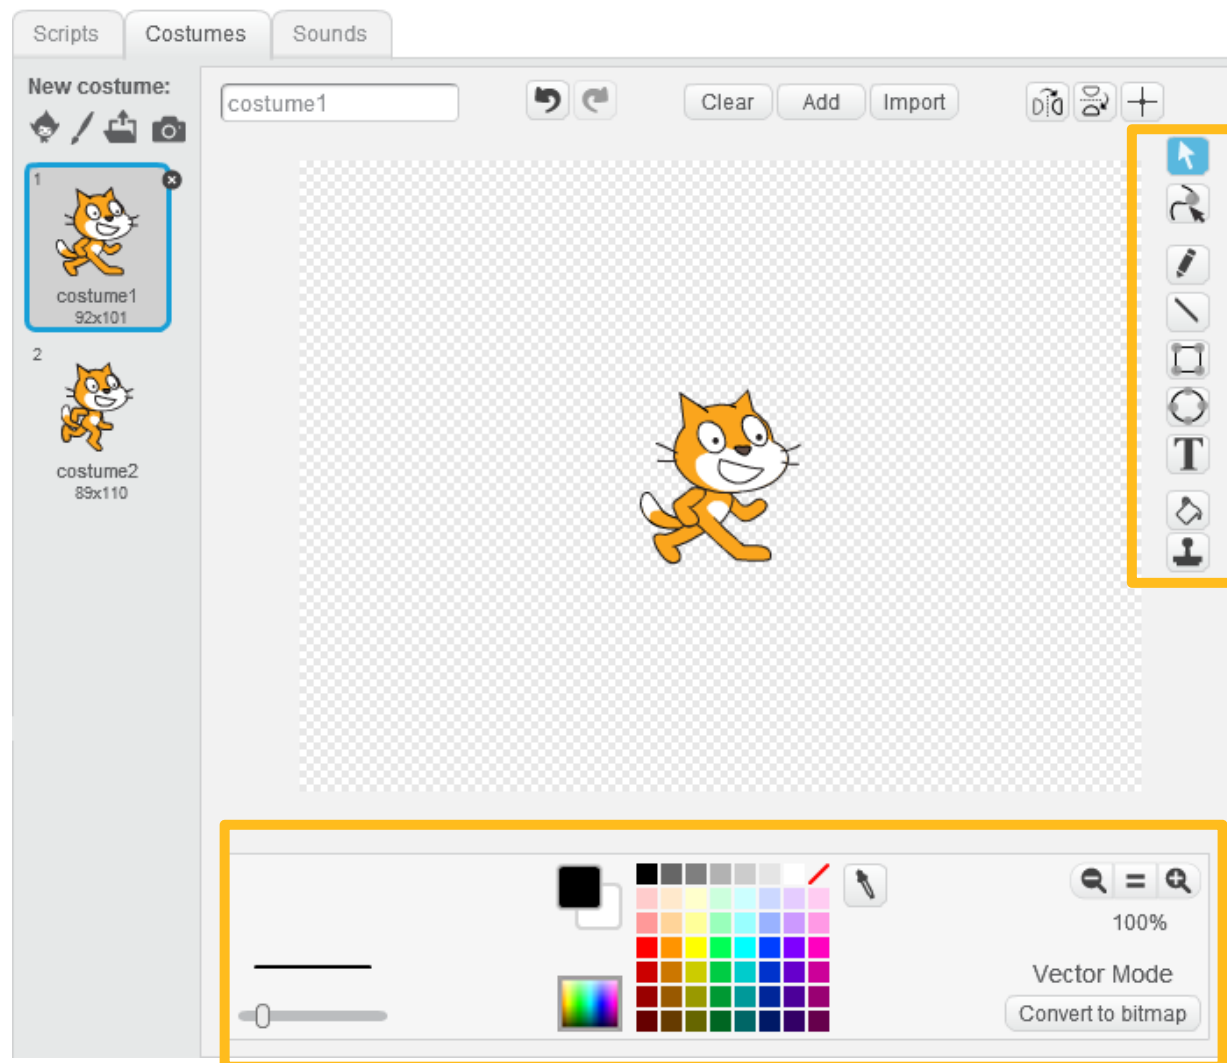 Scripts Costumes Sounds
New costume:
costume1
Clear Add Import
1
costume1
92x101
2
costume2
89x110
T
100%
Vector Mode
Convert to bitmap